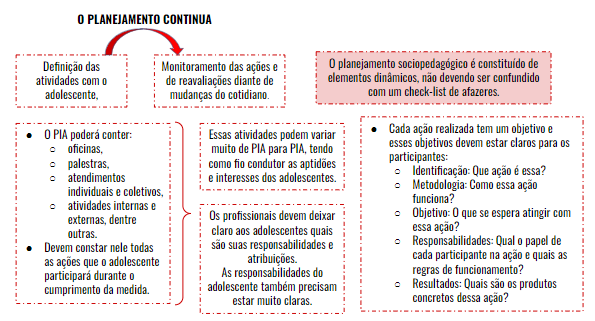 O PLANEJAMENTO CONTINUA
Definição das
atividades com o
adolescente,
Monitoramento das ações e
de reavaliações diante de
mudanças do cotidiano.
O planejamento sociopedagógico é constituído de
elementos dinâmicos, não devendo ser confundido
com um check-list de afazeres.
● O PIA poderá conter:
○ oficinas,
○ palestras,
○ atendimentos
individuais e coletivos,
○ atividades internas e
externas, dentre
outras.
● Devem constar nele todas
as ações que o adolescente
participará durante o
cumprimento da medida.
Essas atividades podem variar
muito de PIA para PIA, tendo
como fio condutor as aptidões
e interesses dos adolescentes.
Os profissionais devem deixar
claro aos adolescentes quais
são suas responsabilidades e
atribuições.
As responsabilidades do
adolescente também precisam
estar muito claras.
● Cada ação realizada tem um objetivo e
esses objetivos devem estar claros para os
participantes:
○ Identificação: Que ação é essa?
○ Metodologia: Como essa ação
funciona?
○ Objetivo: O que se espera atingir com
essa ação?
○ Responsabilidades: Qual o papel de
cada participante na ação e quais as
regras de funcionamento?
○ Resultados: Quais são os produtos
concretos dessa ação?